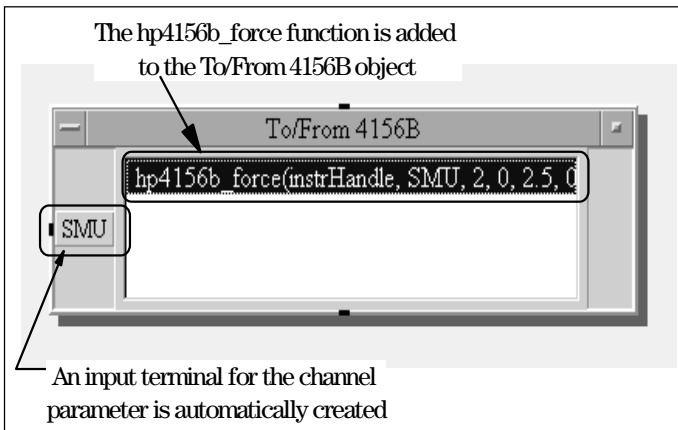 The hp4156b_force function is added
to the To/From 4156B object
To/From 4156B
hp4156b_force(instrHandle, SMU, 2, 0, 2.5, 0
SMU
An input terminal for the channel
parameter is automatically created